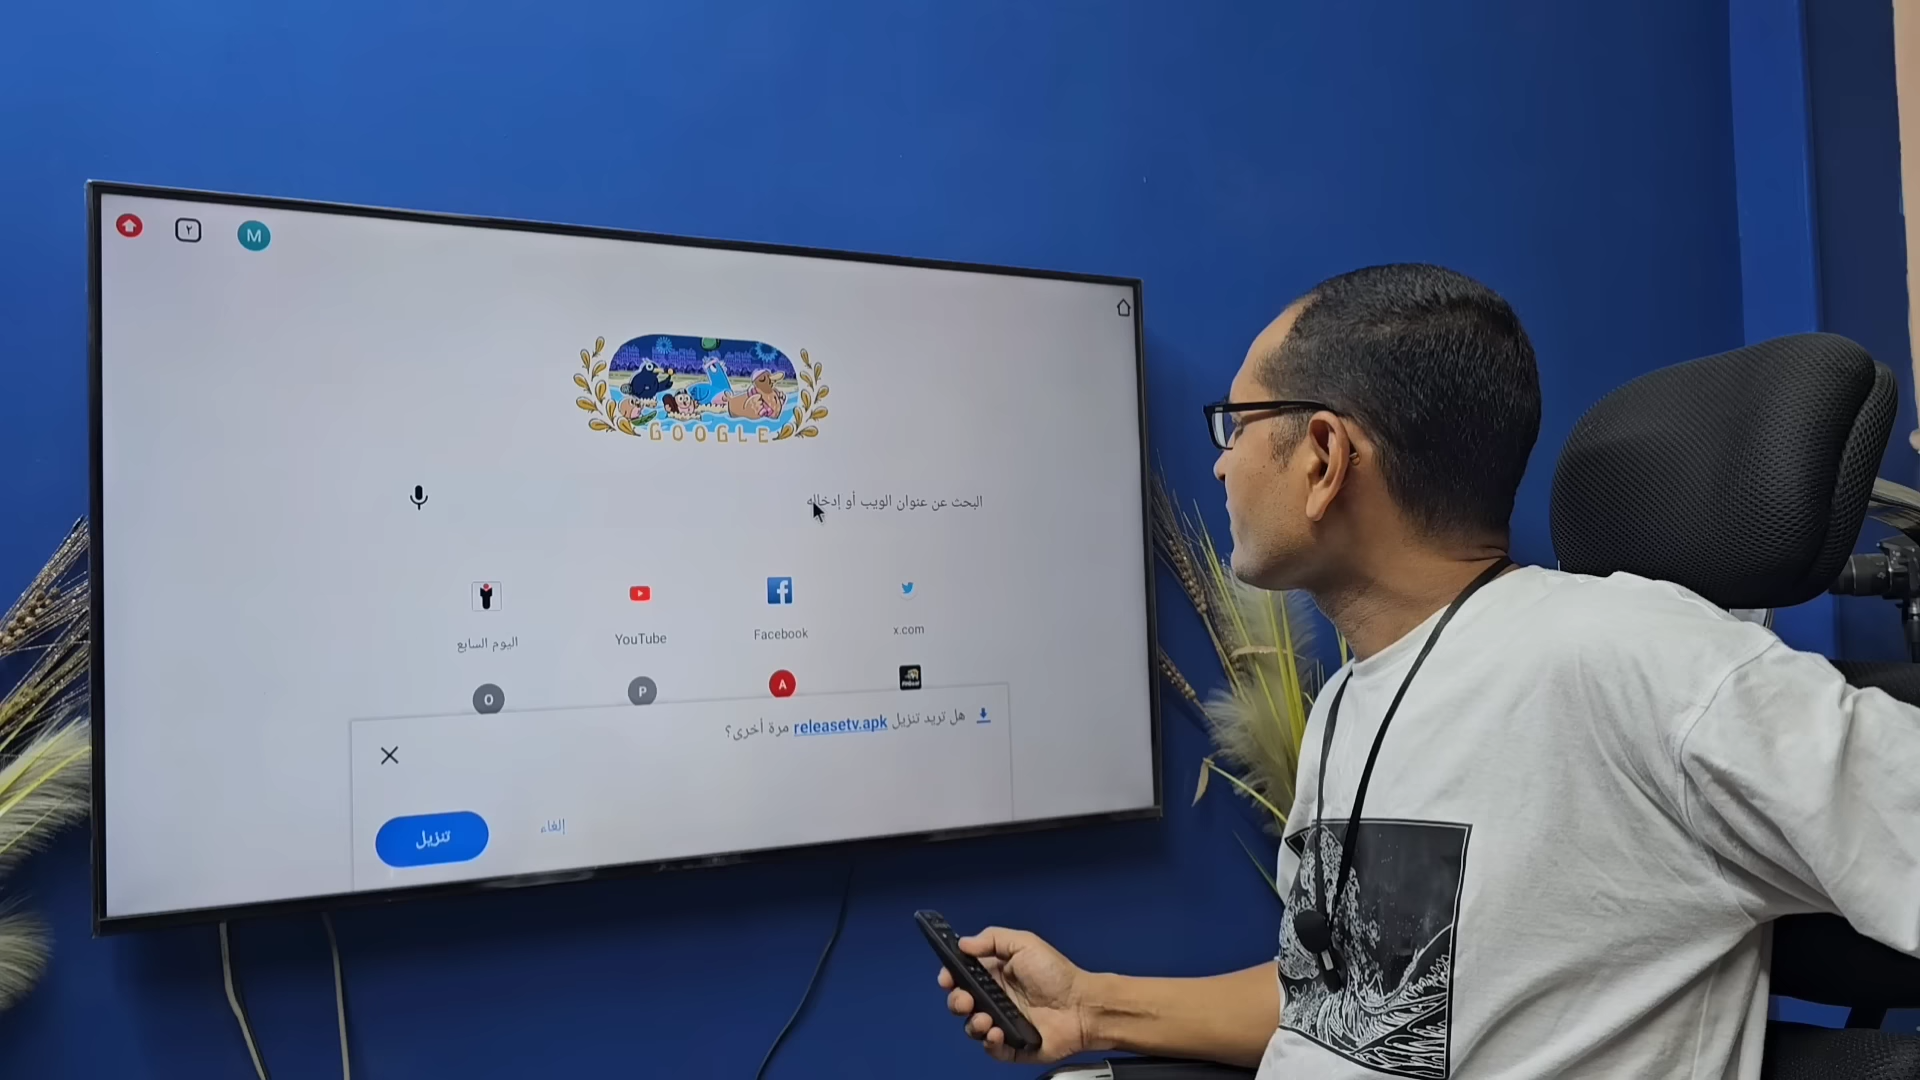 ٢
M
GOOGLE
البحث عن عنوان الويب أو إدخاله
x.com
Facebook
YouTube
اليوم السابع
A
P
O
هل تريد تنزيل releasetv.apk مرة أخرى؟
إلغاء
تنزيل